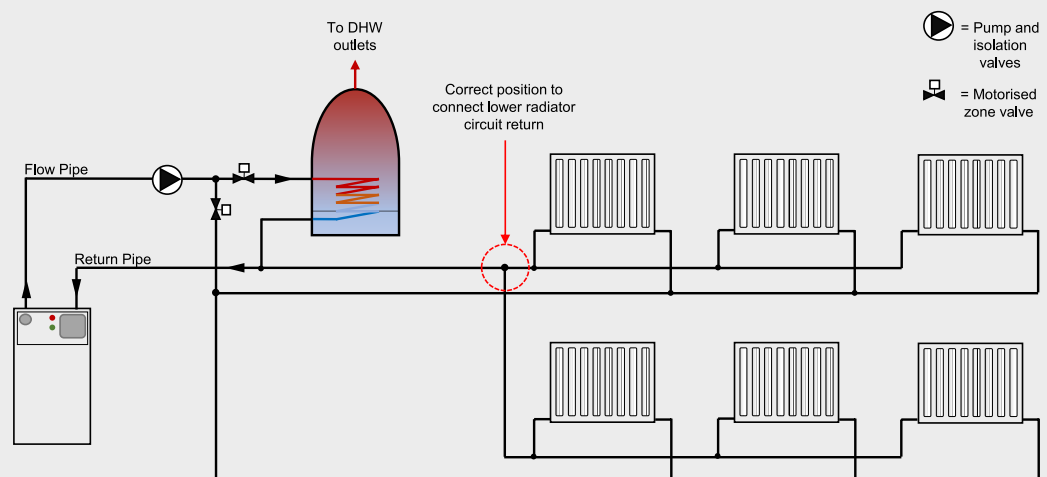 To DHW
outlets
Correct position to
connect lower radiator
circuit return
= Pump and
isolation
valves
= Motorised
zone valve
Flow Pipe
Return Pipe